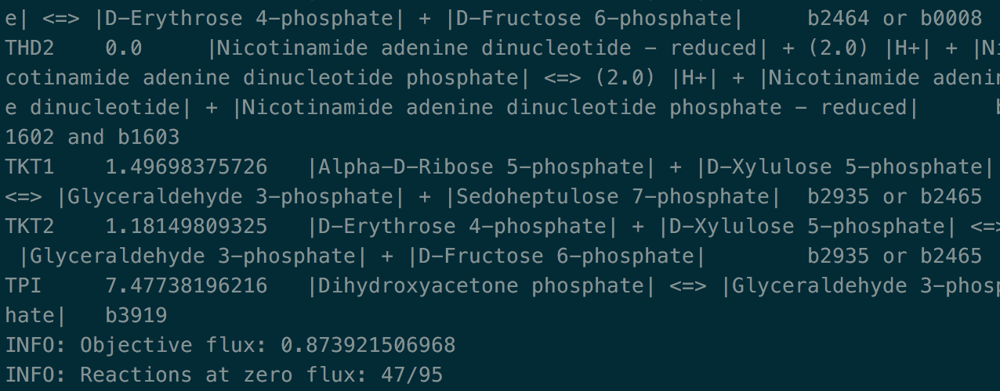 e| <=> |D-Erythrose 4-phosphate| + |D-Fructose 6-phosphate|     b2464 or b0008
THD2    0.0     |Nicotinamide adenine dinucleotide - reduced| + (2.0) |H+| + |Ni
cotinamide adenine dinucleotide phosphate| <=> (2.0) |H+| + |Nicotinamide adenin
e dinucleotide| + |Nicotinamide adenine dinucleotide phosphate - reduced|      b
1602 and b1603
TKT1    1.49698375726   |Alpha-D-Ribose 5-phosphate| + |D-Xylulose 5-phosphate|
<=> |Glyceraldehyde 3-phosphate| + |Sedoheptulose 7-phosphate|  b2935 or b2465
TKT2    1.18149809325   |D-Erythrose 4-phosphate| + |D-Xylulose 5-phosphate| <=>
 |Glyceraldehyde 3-phosphate| + |D-Fructose 6-phosphate|        b2935 or b2465
TPI     7.47738196216   |Dihydroxyacetone phosphate| <=> |Glyceraldehyde 3-phosp
hate|   b3919
INFO: Objective flux: 0.873921506968
INFO: Reactions at zero flux: 47/95